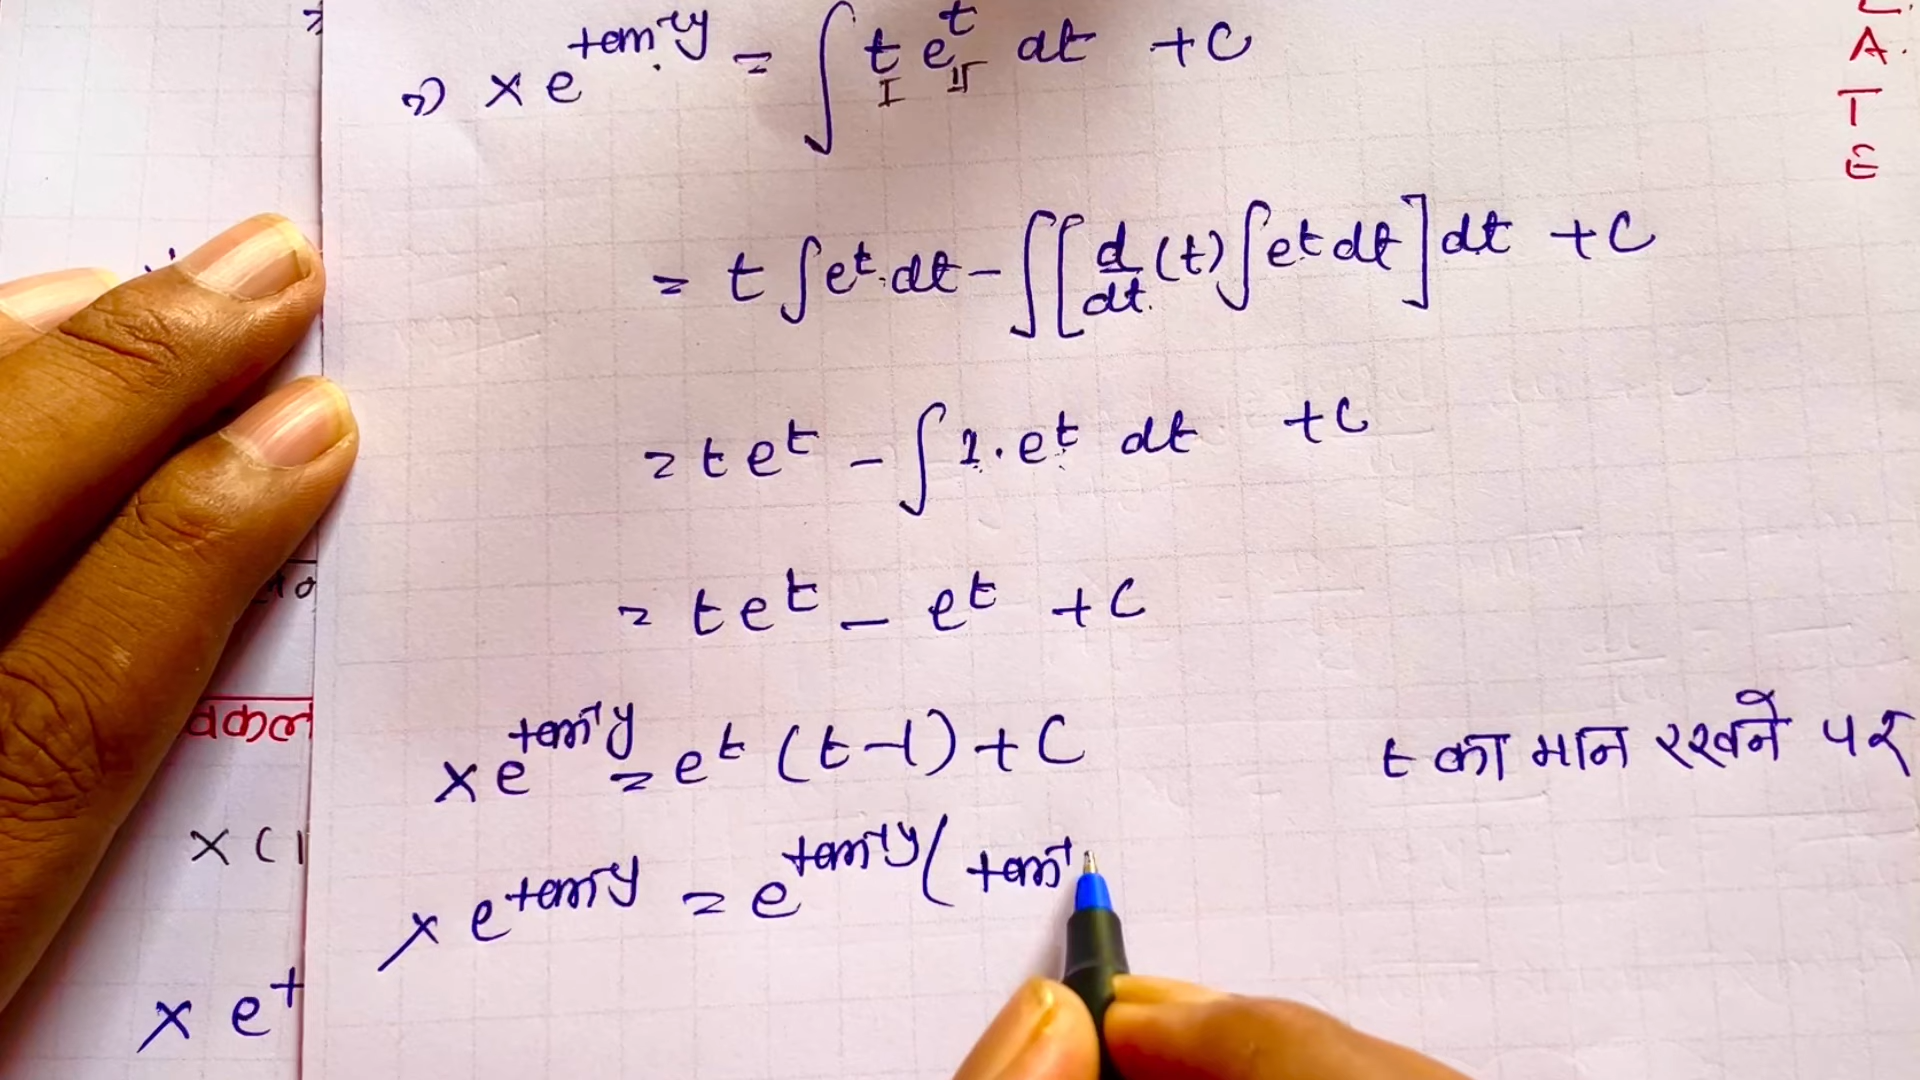 ⇒ x e^{tan⁻¹y} = ∫ t e^t dt + C
I II
= t ∫ e^t . dt - ∫ [ d/dt (t) ∫ e^t dt ] dt + C
= t e^t - ∫ 1 . e^t dt + C
= t e^t - e^t + C
x e^{tan⁻¹y} = e^t (t-1) + C
t का मान रखने पर
x e^{tan⁻¹y} = e^{tan⁻¹y} ( tan⁻¹
A.
T
E
वकल
x (1
x e^t